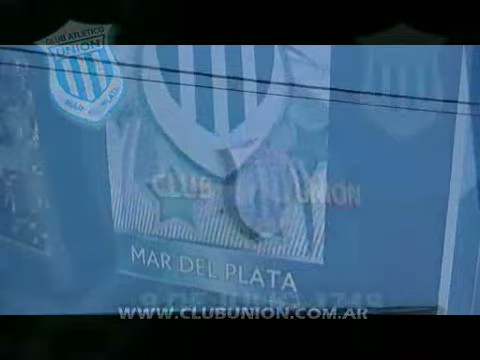 CLUB ATLETICO
UNION
MAR DEL PLATA
CLUB UNION
MAR DEL PLATA
WWW.CLUBUNION.COM.AR